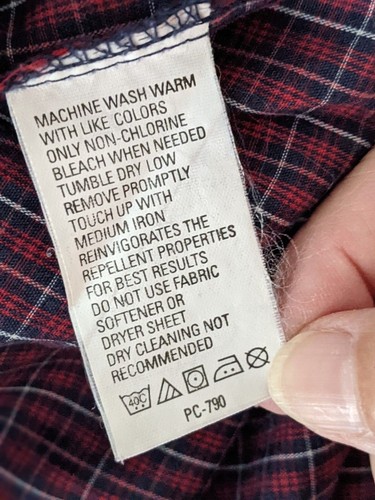 MACHINE WASH WARM
WITH LIKE COLORS
ONLY NON-CHLORINE
BLEACH WHEN NEEDED
TUMBLE DRY LOW
REMOVE PROMPTLY
TOUCH UP WITH
MEDIUM IRON
REINVIGORATES THE
REPELLENT PROPERTIES
FOR BEST RESULTS
DO NOT USE FABRIC
SOFTENER OR
DRYER SHEET
DRY CLEANING NOT
RECOMMENDED
40C
PC-790